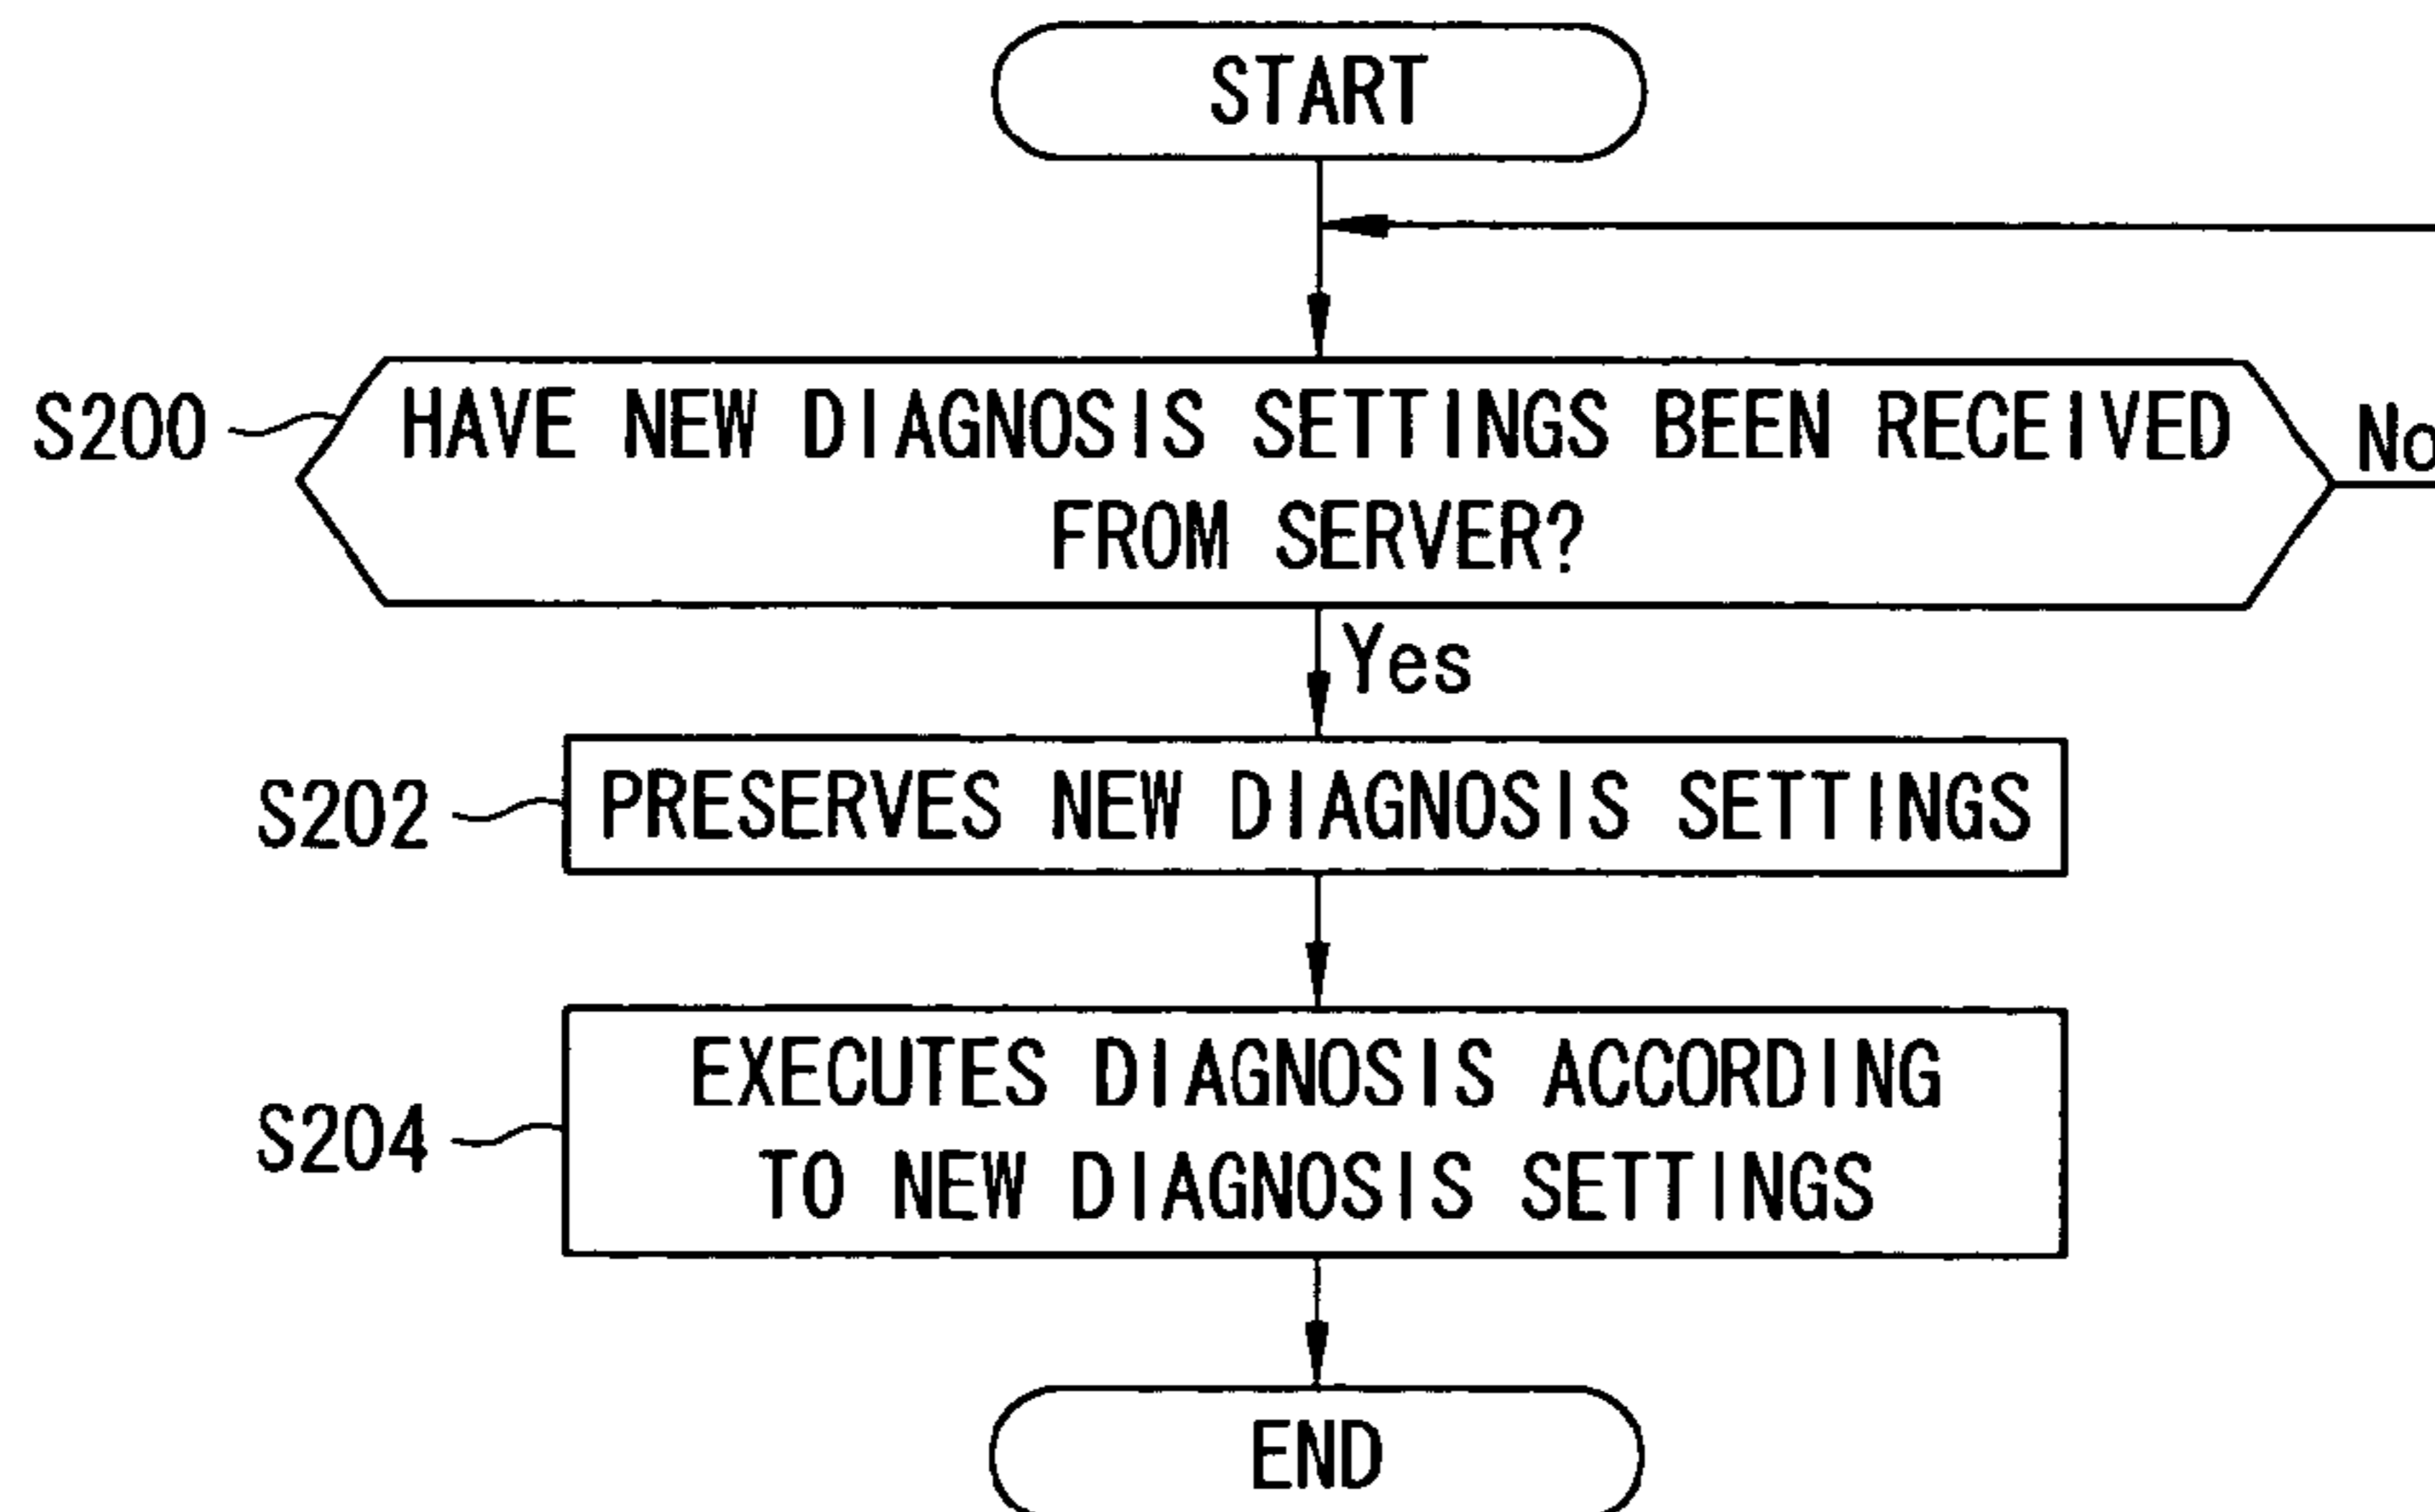 START
S200
HAVE NEW DIAGNOSIS SETTINGS BEEN RECEIVED
FROM SERVER?
No
Yes
S202
PRESERVES NEW DIAGNOSIS SETTINGS
S204
EXECUTES DIAGNOSIS ACCORDING
TO NEW DIAGNOSIS SETTINGS
END